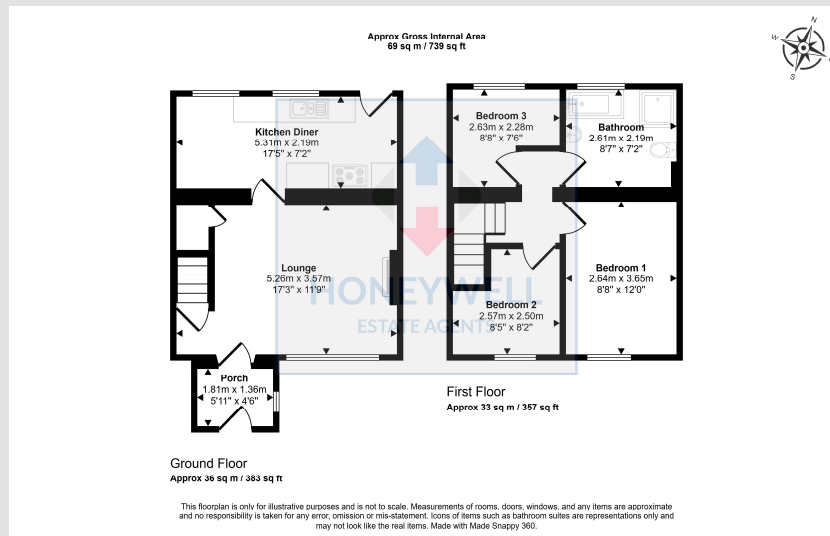 Approx Gross Internal Area
69 sq m / 739 sq ft
N
W
S
Kitchen Diner
5.31m x 2.19m
17'5" x 7'2"
Lounge
5.26m x 3.57m
17'3" x 11'9"
Porch
1.81m x 1.36m
5'11" x 4'6"
Ground Floor
Approx 36 sq m / 383 sq ft
Bedroom 3
2.63m x 2.28m
8'8" x 7'6"
Bathroom
2.61m x 2.19m
8'7" x 7'2"
Bedroom 1
2.64m x 3.65m
8'8" x 12'0"
Bedroom 2
2.57m x 2.50m
8'5" x 8'2"
First Floor
Approx 33 sq m / 357 sq ft
HONEYWELL
ESTATE AGENTS
This floorplan is only for illustrative purposes and is not to scale. Measurements of rooms, doors, windows, and any items are approximate
and no responsibility is taken for any error, omission or mis-statement. Icons of items such as bathroom suites are representations only and
may not look like the real items. Made with Made Snappy 360.